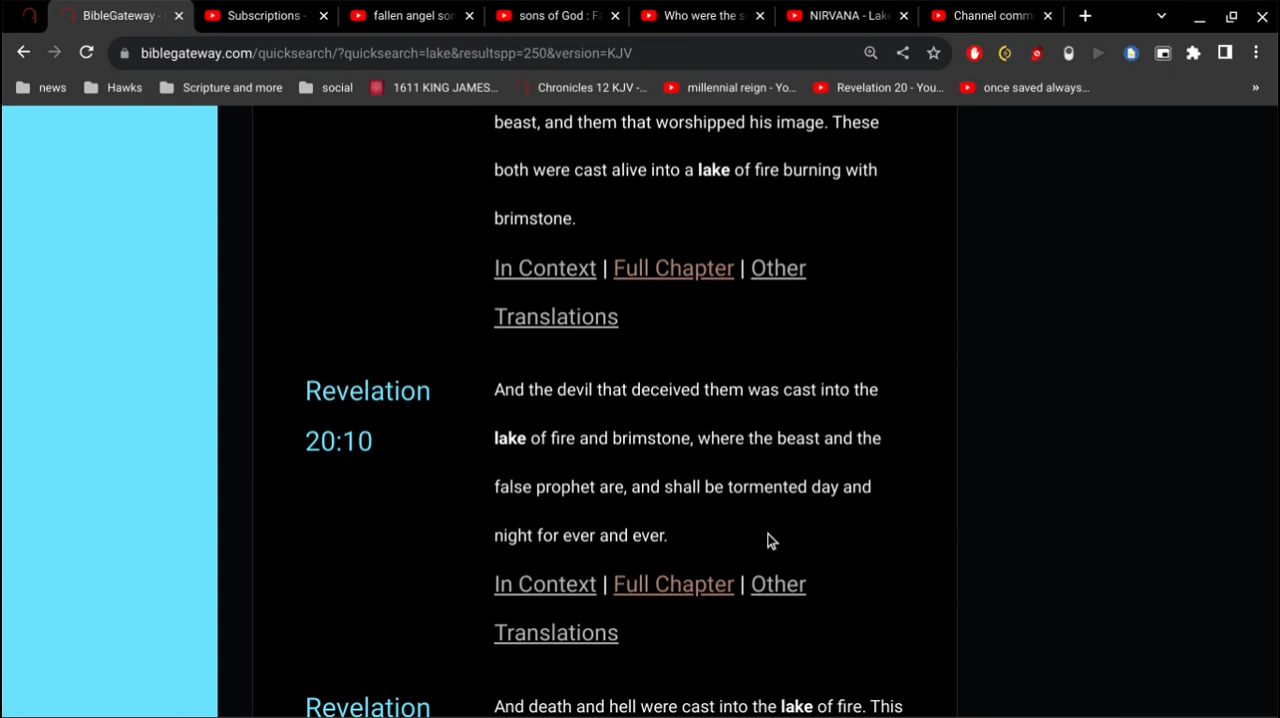 BibleGateway -
Subscriptions -
fallen angel son
sons of God : Fa
Who were the s
NIRVANA - Lak
Channel comm
biblegateway.com/quicksearch/?quicksearch=lake&resultspp=250&version=KJV
news
Hawks
Scripture and more
social
1611 KING JAMES...
Chronicles 12 KJV -...
millennial reign - Yo...
Revelation 20 - You...
once saved always...
»
beast, and them that worshipped his image. These
both were cast alive into a lake of fire burning with
brimstone.
In Context | Full Chapter | Other
Translations
Revelation
20:10
And the devil that deceived them was cast into the
lake of fire and brimstone, where the beast and the
false prophet are, and shall be tormented day and
night for ever and ever.
In Context | Full Chapter | Other
Translations
Revelation
And death and hell were cast into the lake of fire. This